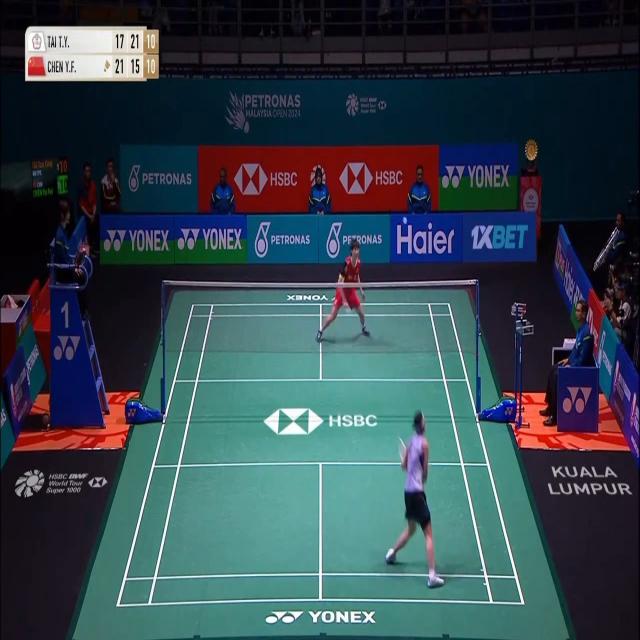 TAI T.Y. 17 21 10
CHEN Y.F. 21 15 10
PETRONAS
MALAYSIA OPEN 2024
PETRONAS
HSBC
HSBC
YONEX
YONEX
YONEX
PETRONAS
PETRONAS
Haier
1XBET
YONEX
1
HSBC
HSBC BWF
World Tour
Super 1000
KUALA
LUMPUR
YONEX